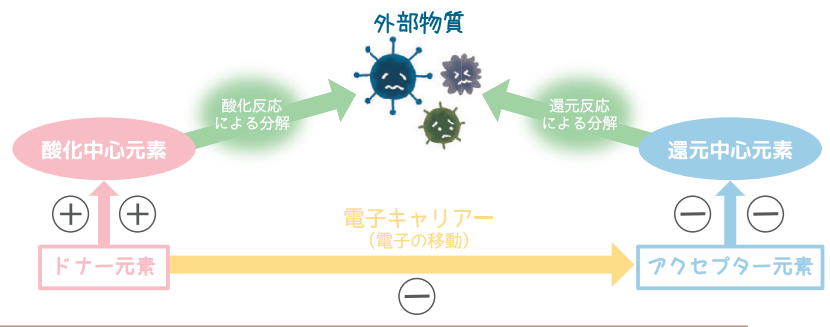 外部物質
酸化反応
による分解
還元反応
による分解
酸化中心元素
還元中心元素
＋ ＋
－ －
電子キャリアー
（電子の移動）
ドナー元素
アクセプター元素
－